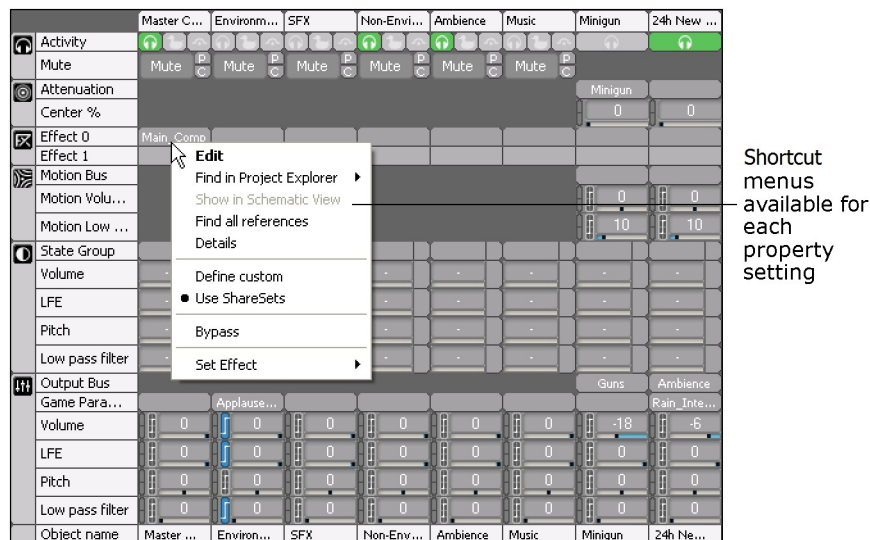 Master C... Environm... SFX Non-Envi... Ambience Music Minigun 24h New ...
Activity
Mute Mute P C Mute P C Mute P C Mute P C Mute P C Mute P C
Attenuation Minigun
Center % 0 0
Effect 0 Main_Comp
Effect 1
Motion Bus
Motion Volu... 0 0
Motion Low ... 10 10
State Group
Volume - - - -
LFE - - - -
Pitch - - - -
Low pass filter - - - -
Edit
Find in Project Explorer
Show in Schematic View
Find all references
Details
Define custom
Use ShareSets
Bypass
Set Effect
Shortcut
menus
available for
each
property
setting
Output Bus Guns Ambience
Game Para... Applause... Rain_Inte...
Volume 0 0 0 0 0 0 -18 -6
LFE 0 0 0 0 0 0 0 0
Pitch 0 0 0 0 0 0 0 0
Low pass filter 0 0 0 0 0 0 0 0
Object name Master ... Environ... SFX Non-Env... Ambience Music Minigun 24h Ne...